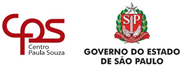 cps
Centro
Paula Souza
SP
GOVERNO DO ESTADO
DE SÃO PAULO